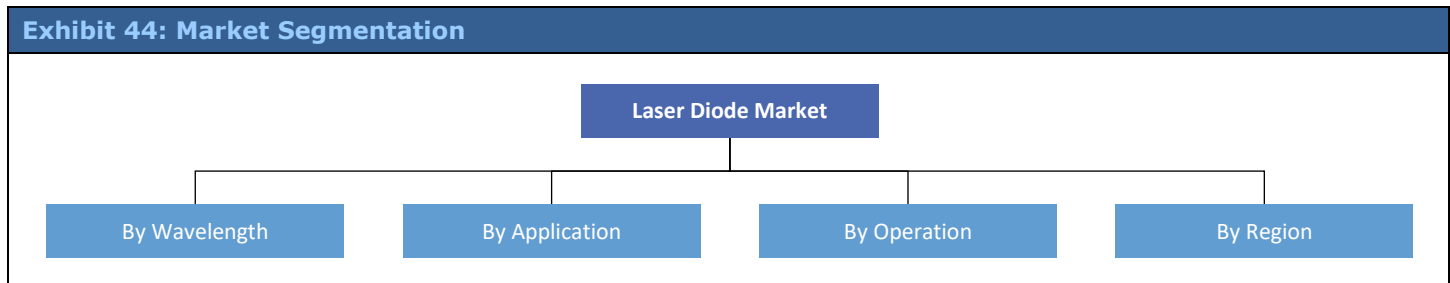 Exhibit 44: Market Segmentation
Laser Diode Market
By Wavelength
By Application
By Operation
By Region